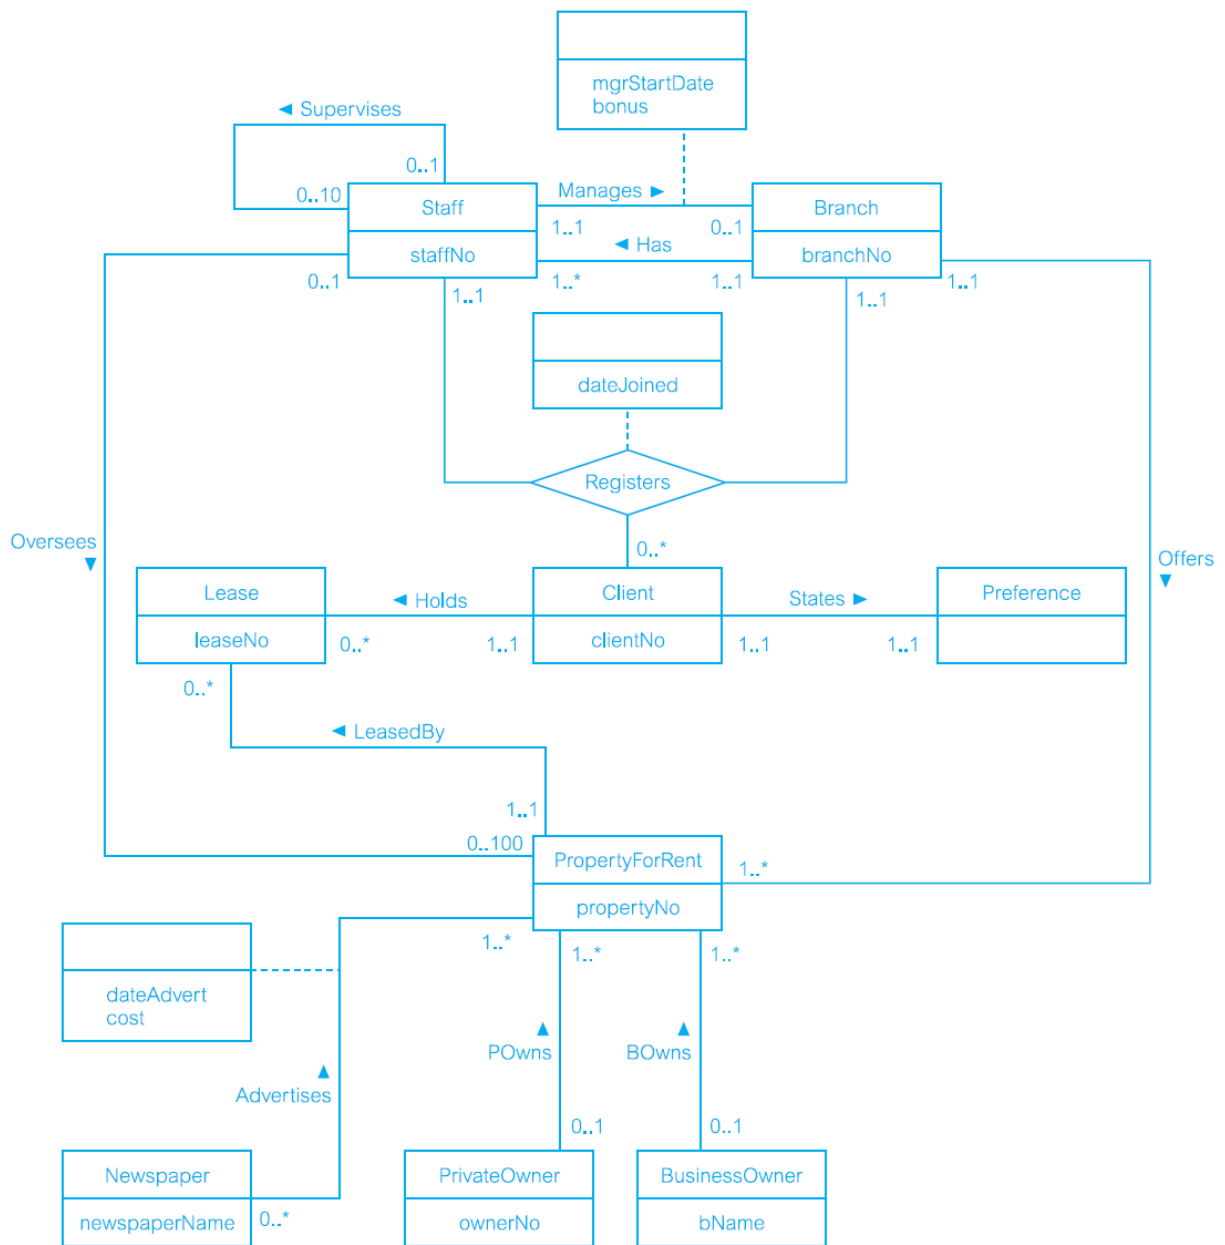 mgrStartDate
bonus
◄ Supervises
0..1
0..10
Staff
Manages ►
Branch
1..1
0..1
◄ Has
staffNo
branchNo
0..1
1..1
1..*
1..1
1..1
1..1
dateJoined
Registers
Oversees
▼
0..*
Offers
▼
Lease
◄ Holds
Client
States ►
Preference
leaseNo
0..*
1..1
clientNo
1..1
1..1
0..*
◄ LeasedBy
1..1
0..100
PropertyForRent
1..*
propertyNo
1..*
1..*
1..*
dateAdvert
cost
▲
POwns
▲
BOwns
▲
Advertises
0..1
0..1
Newspaper
PrivateOwner
BusinessOwner
newspaperName
0..*
ownerNo
bName